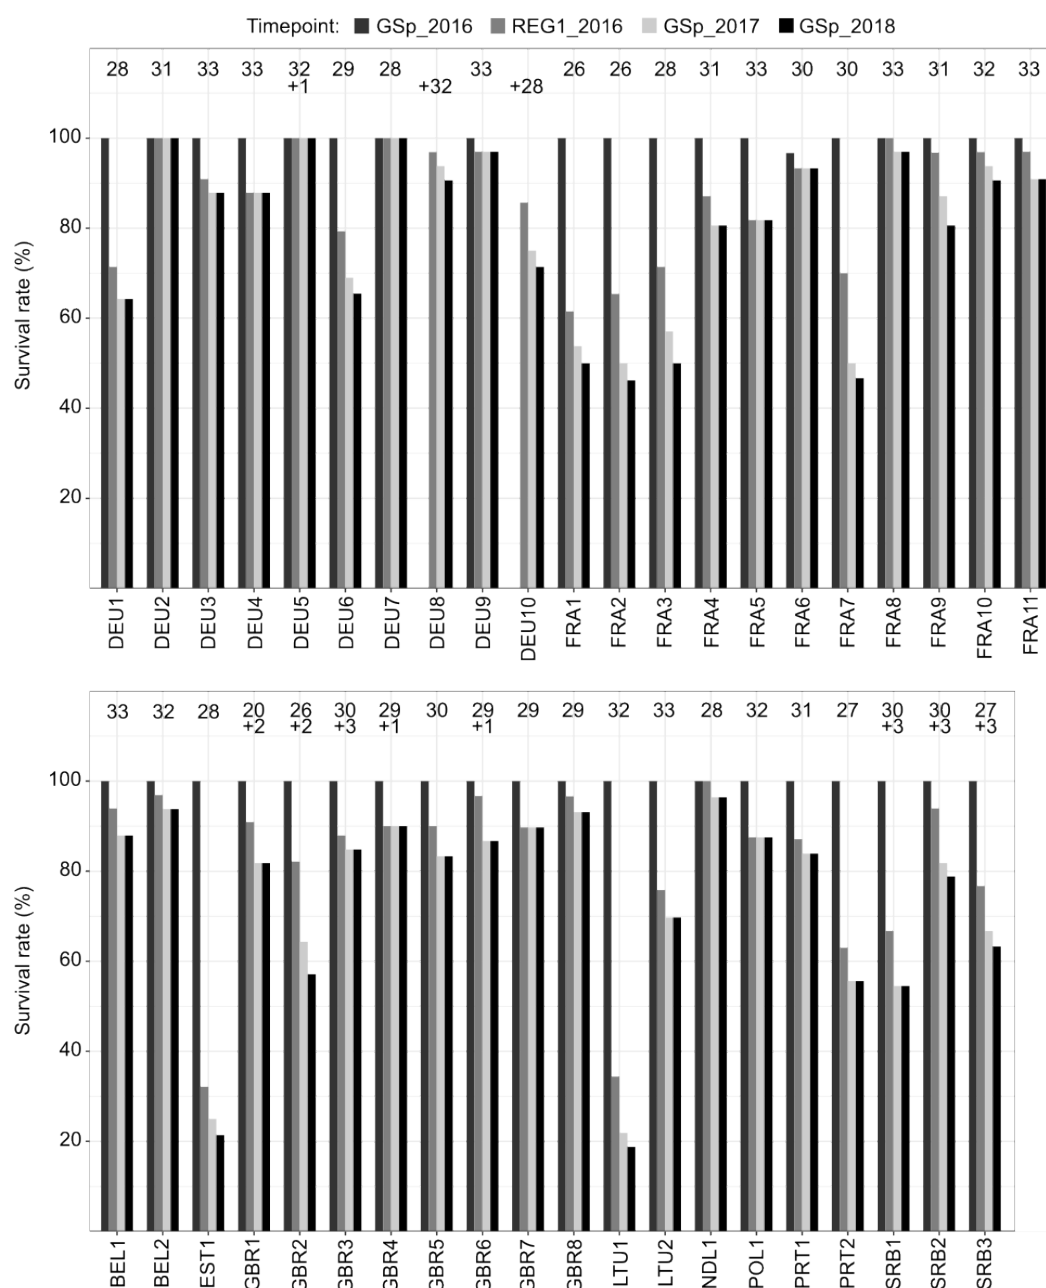 Timepoint: GSp_2016 REG1_2016 GSp_2017 GSp_2018
28 31 33 33 32 29 28 33 26 26 28 31 33 30 30 33 31 32 33
+1 +32 +28
100
80
60
40
20
Survival rate (%)
DEU1 DEU2 DEU3 DEU4 DEU5 DEU6 DEU7 DEU8 DEU9 DEU10 FRA1 FRA2 FRA3 FRA4 FRA5 FRA6 FRA7 FRA8 FRA9 FRA10 FRA11
33 32 28 20 26 30 29 30 29 29 29 32 33 28 32 31 27 30 30 27
+2 +2 +3 +1 +1 +3 +3 +3
100
80
60
40
20
Survival rate (%)
BEL1 BEL2 EST1 GBR1 GBR2 GBR3 GBR4 GBR5 GBR6 GBR7 GBR8 LTU1 LTU2 NDL1 POL1 PRT1 PRT2 SRB1 SRB2 SRB3